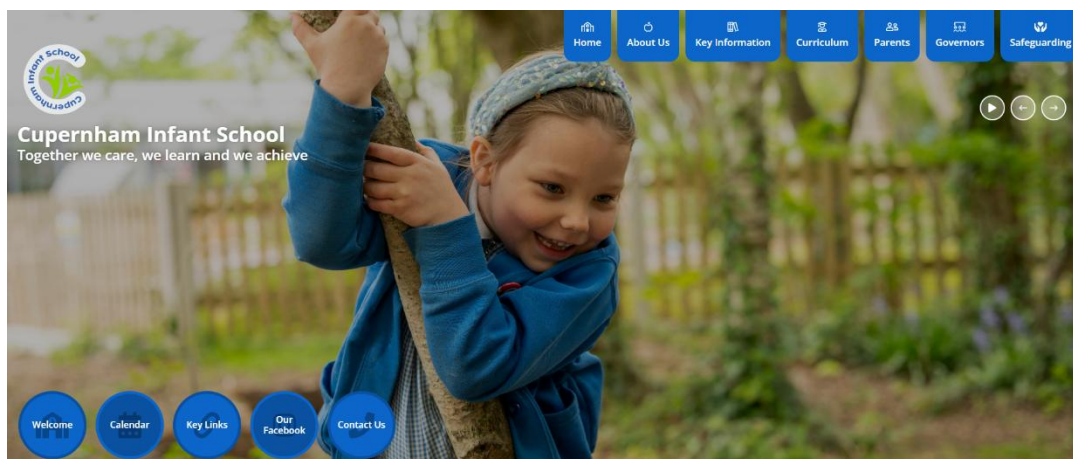 Home
About Us
Key Information
Curriculum
Parents
Governors
Safeguarding
Cupernham Infant School
Cupernham Infant School
Together we care, we learn and we achieve
Welcome
Calendar
Key Links
Our
Facebook
Contact Us